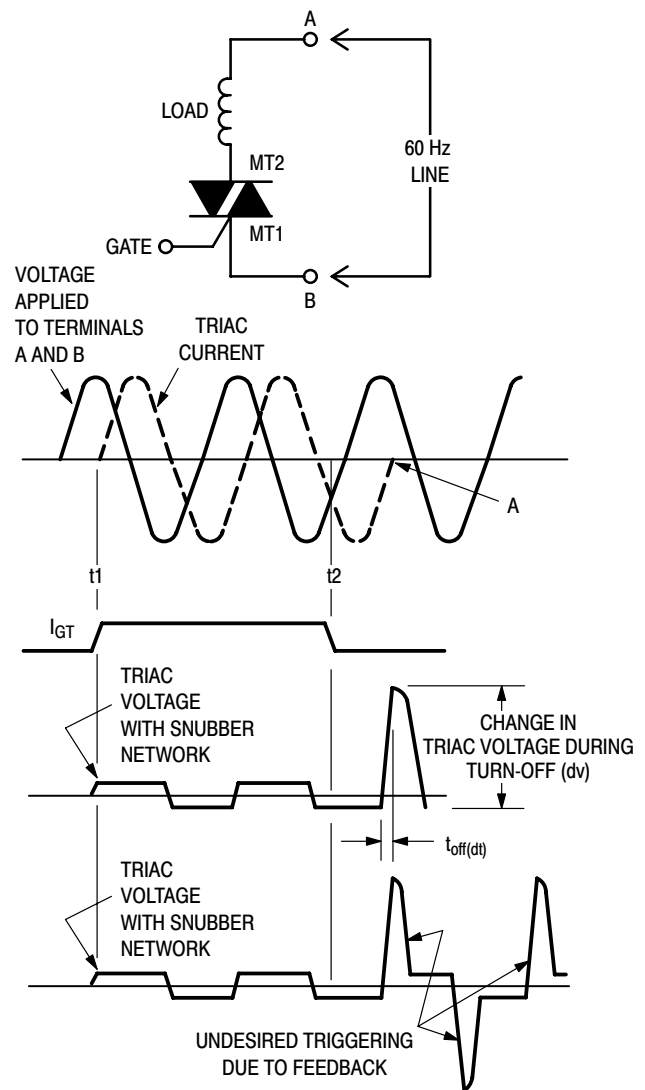 A
LOAD
MT2
60 Hz
LINE
MT1
GATE
B
VOLTAGE
APPLIED
TO TERMINALS
A AND B
TRIAC
CURRENT
A
t1
t2
IGT
TRIAC
VOLTAGE
WITH SNUBBER
NETWORK
CHANGE IN
TRIAC VOLTAGE DURING
TURN-OFF (dv)
toff(dt)
TRIAC
VOLTAGE
WITH SNUBBER
NETWORK
UNDESIRED TRIGGERING
DUE TO FEEDBACK